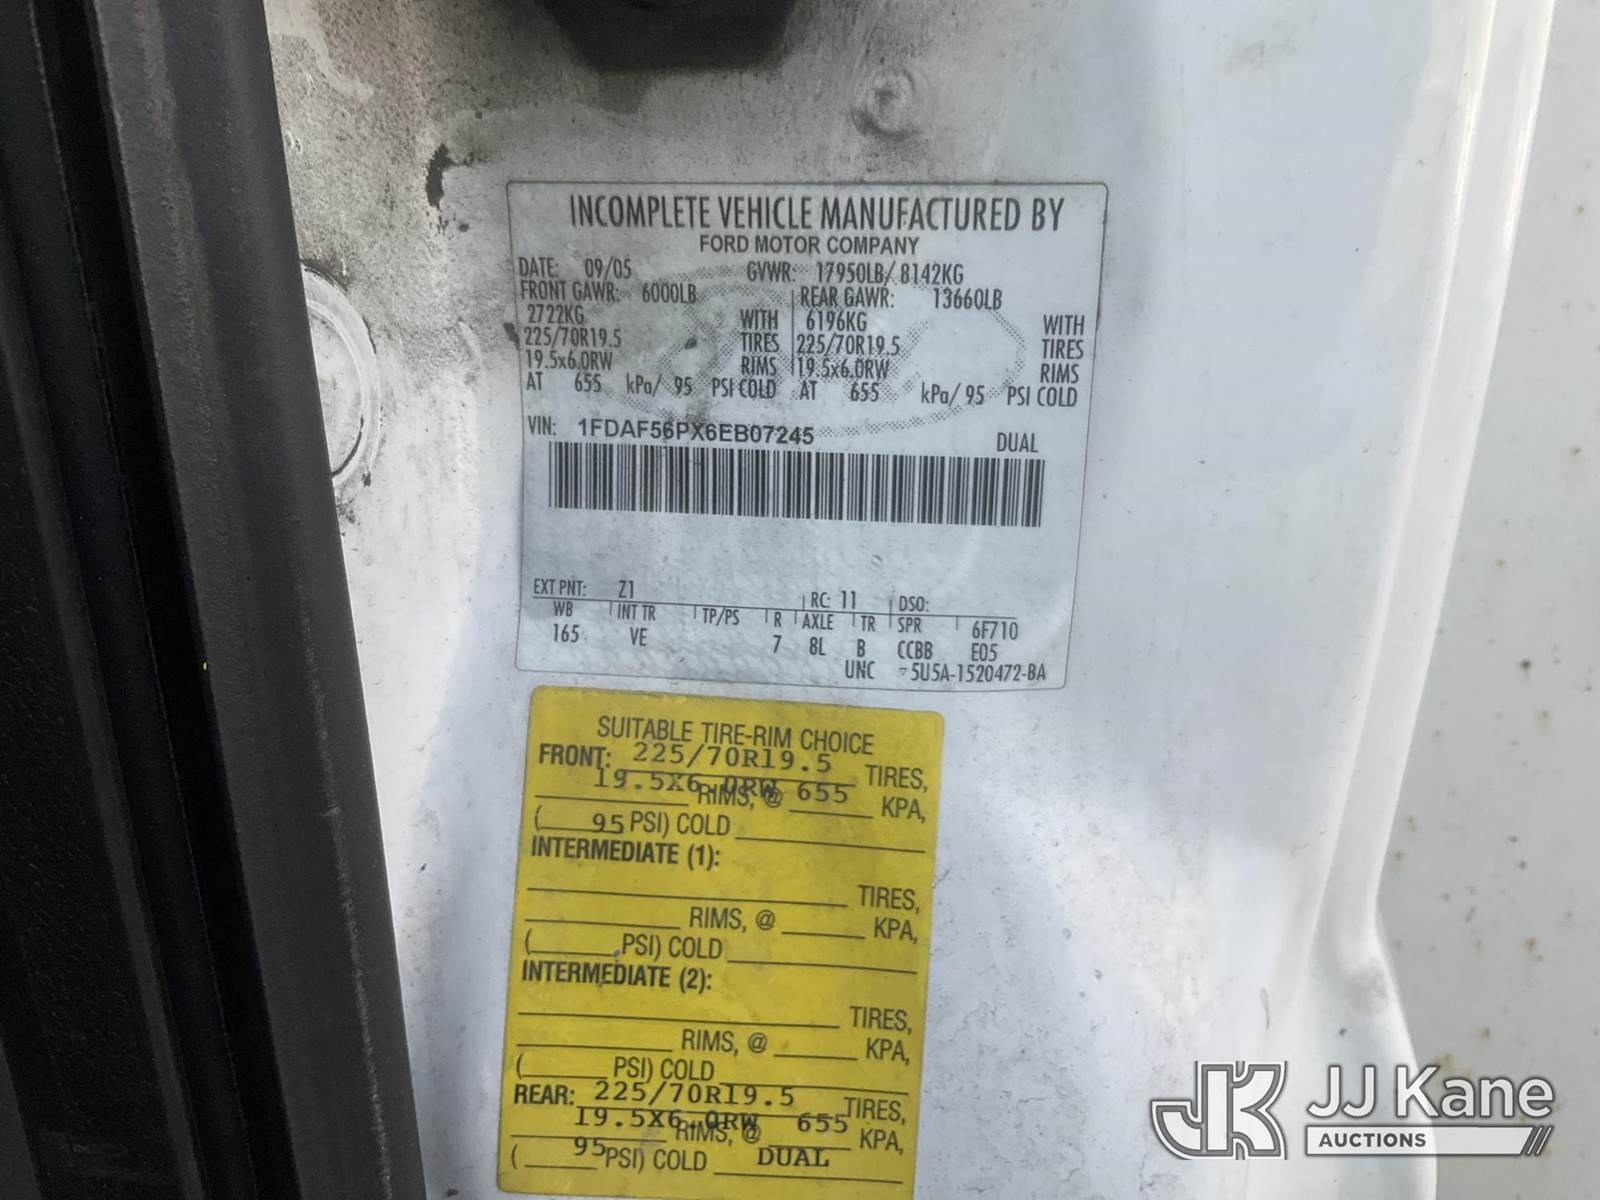 INCOMPLETE VEHICLE MANUFACTURED BY
FORD MOTOR COMPANY
DATE: 09/05 GVWR: 17950LB/ 8142KG
FRONT GAWR: 6000LB REAR GAWR: 13660LB
2722KG WITH 6196KG WITH
225/70R19.5 TIRES 225/70R19.5 TIRES
19.5x6.0RW RIMS 19.5x6.0RW RIMS
AT 655 kPa/ 95 PSI COLD AT 655 kPa/ 95 PSI COLD
VIN: 1FDAF56PX6EB07245 DUAL
EXT PNT: Z1 RC: 11 DSO:
WB INT TR TP/PS R AXLE TR SPR 6F710
165 VE 7 8L B CCBB E05
UNC 5U5A-1520472-BA
SUITABLE TIRE-RIM CHOICE
FRONT: 225/70R19.5 TIRES,
19.5X6.0RW RIMS, @ 655 KPA,
(95 PSI) COLD
INTERMEDIATE (1):
TIRES,
RIMS, @ KPA,
( PSI) COLD
INTERMEDIATE (2):
TIRES,
RIMS, @ KPA,
( PSI) COLD
REAR: 225/70R19.5 TIRES,
19.5X6.0RW RIMS, @ 655 KPA,
(95 PSI) COLD DUAL
JK JJ Kane
AUCTIONS